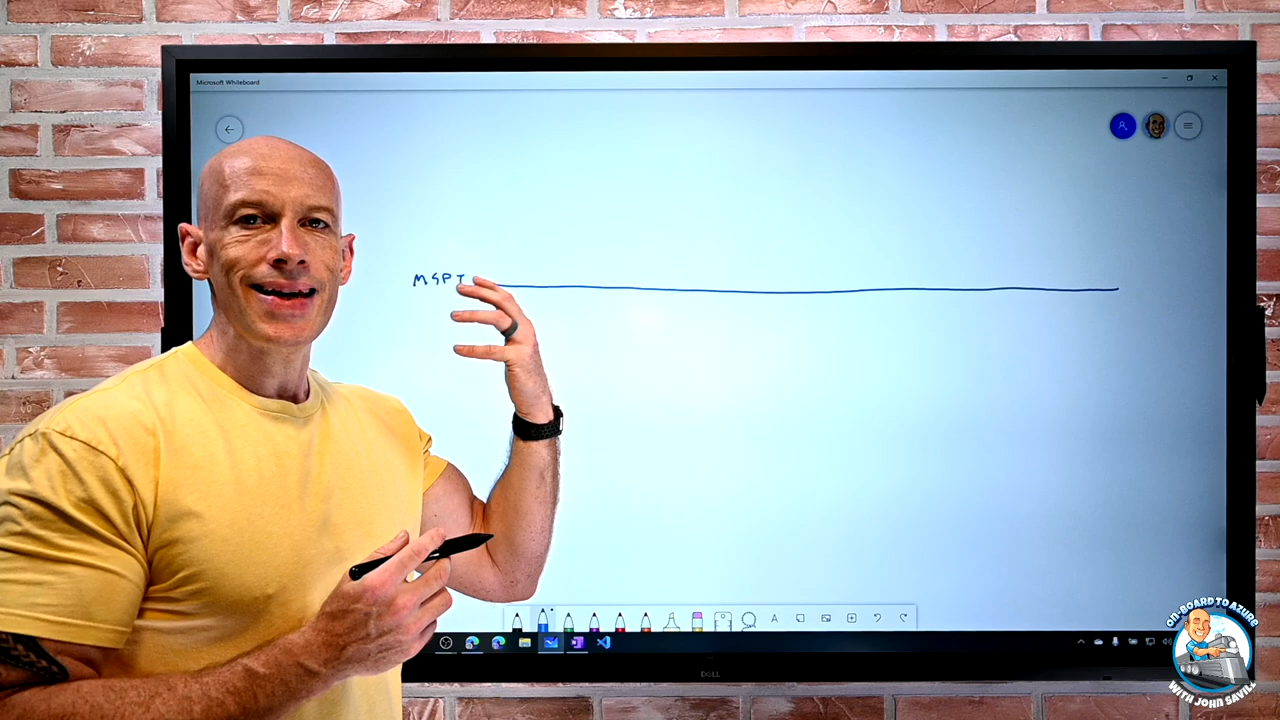 Microsoft Whiteboard
MSPT
DELL
ON-BOARD TO AZURE
WITH JOHN SAVILL